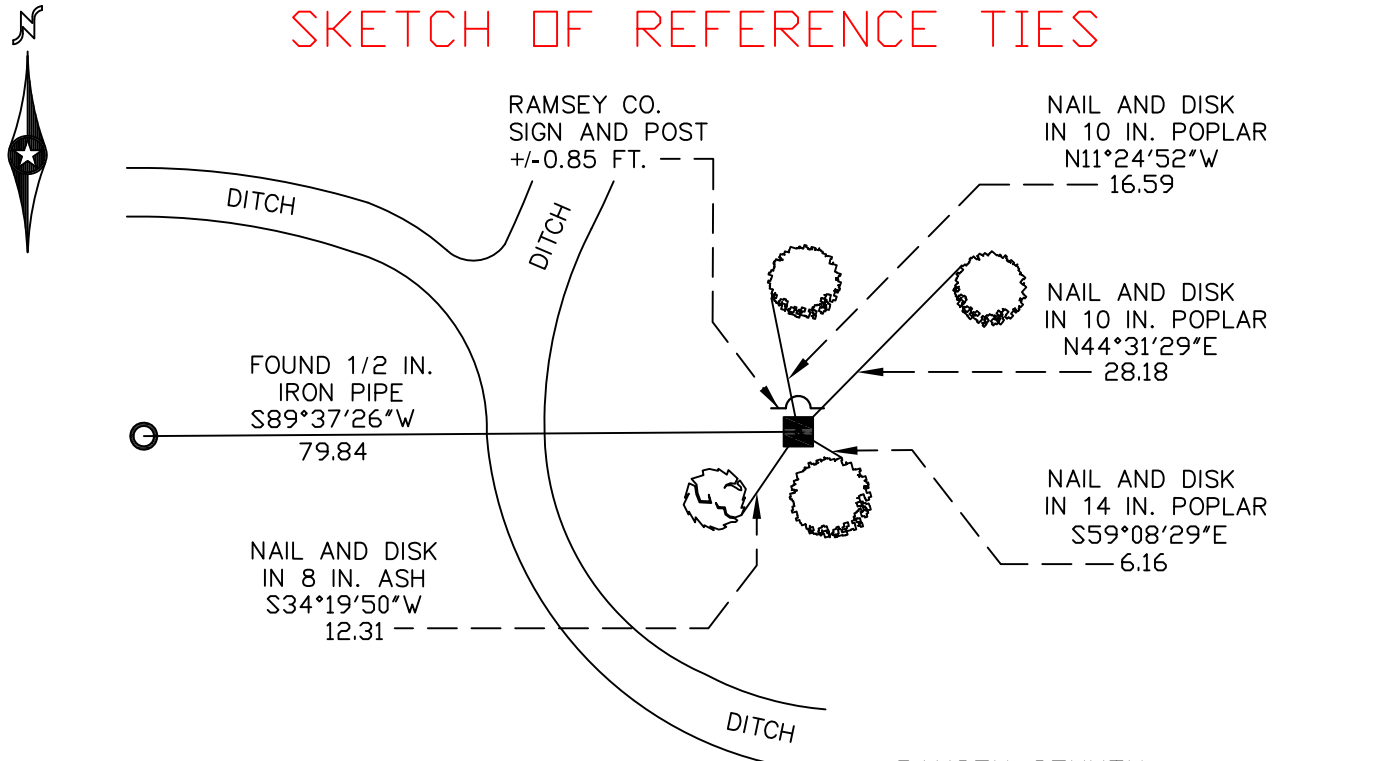 N
SKETCH OF REFERENCE TIES
RAMSEY CO.
SIGN AND POST
+/-0.85 FT.
NAIL AND DISK
IN 10 IN. POPLAR
N11°24'52"W
16.59
DITCH
DITCH
NAIL AND DISK
IN 10 IN. POPLAR
N44°31'29"E
28.18
FOUND 1/2 IN.
IRON PIPE
S89°37'26"W
79.84
NAIL AND DISK
IN 14 IN. POPLAR
S59°08'29"E
6.16
NAIL AND DISK
IN 8 IN. ASH
S34°19'50"W
12.31
DITCH